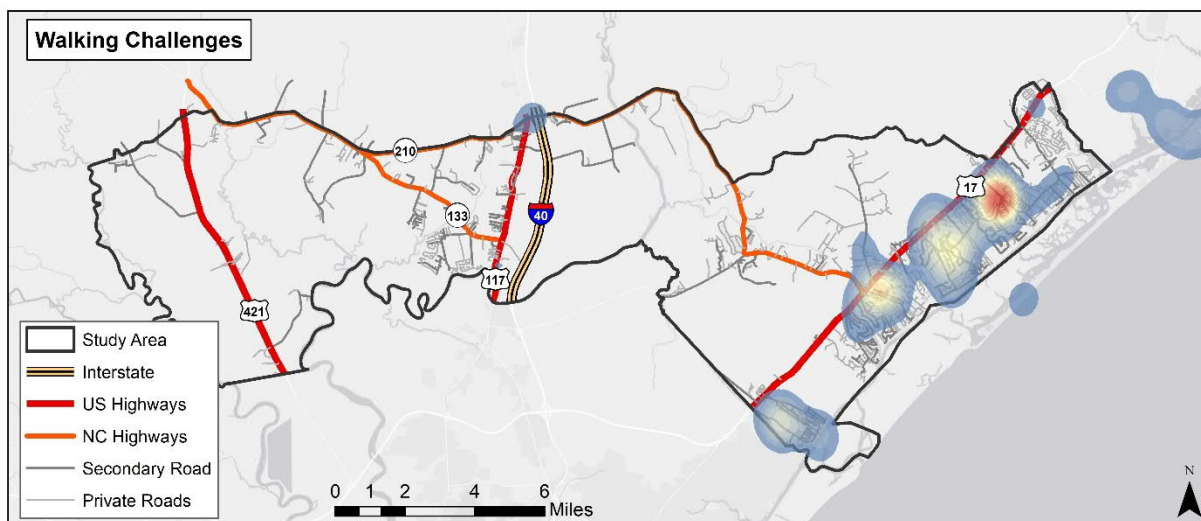 Walking Challenges
210
17
133
40
117
421
Study Area
Interstate
US Highways
NC Highways
Secondary Road
Private Roads
0 1 2 4 6
Miles
N